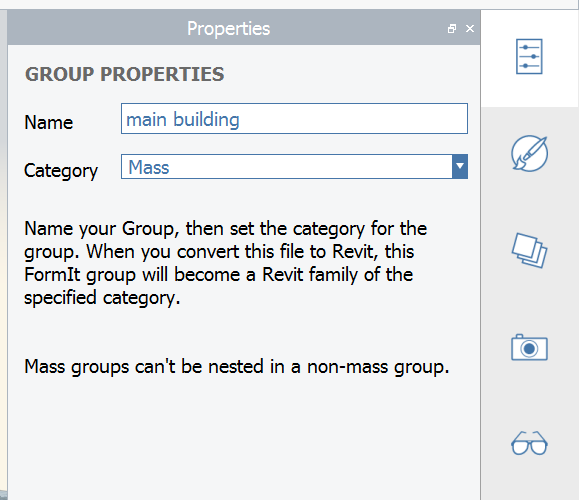 Properties
GROUP PROPERTIES
Name
main building
Category
Mass
Name your Group, then set the category for the
group. When you convert this file to Revit, this
FormIt group will become a Revit family of the
specified category.
Mass groups can't be nested in a non-mass group.